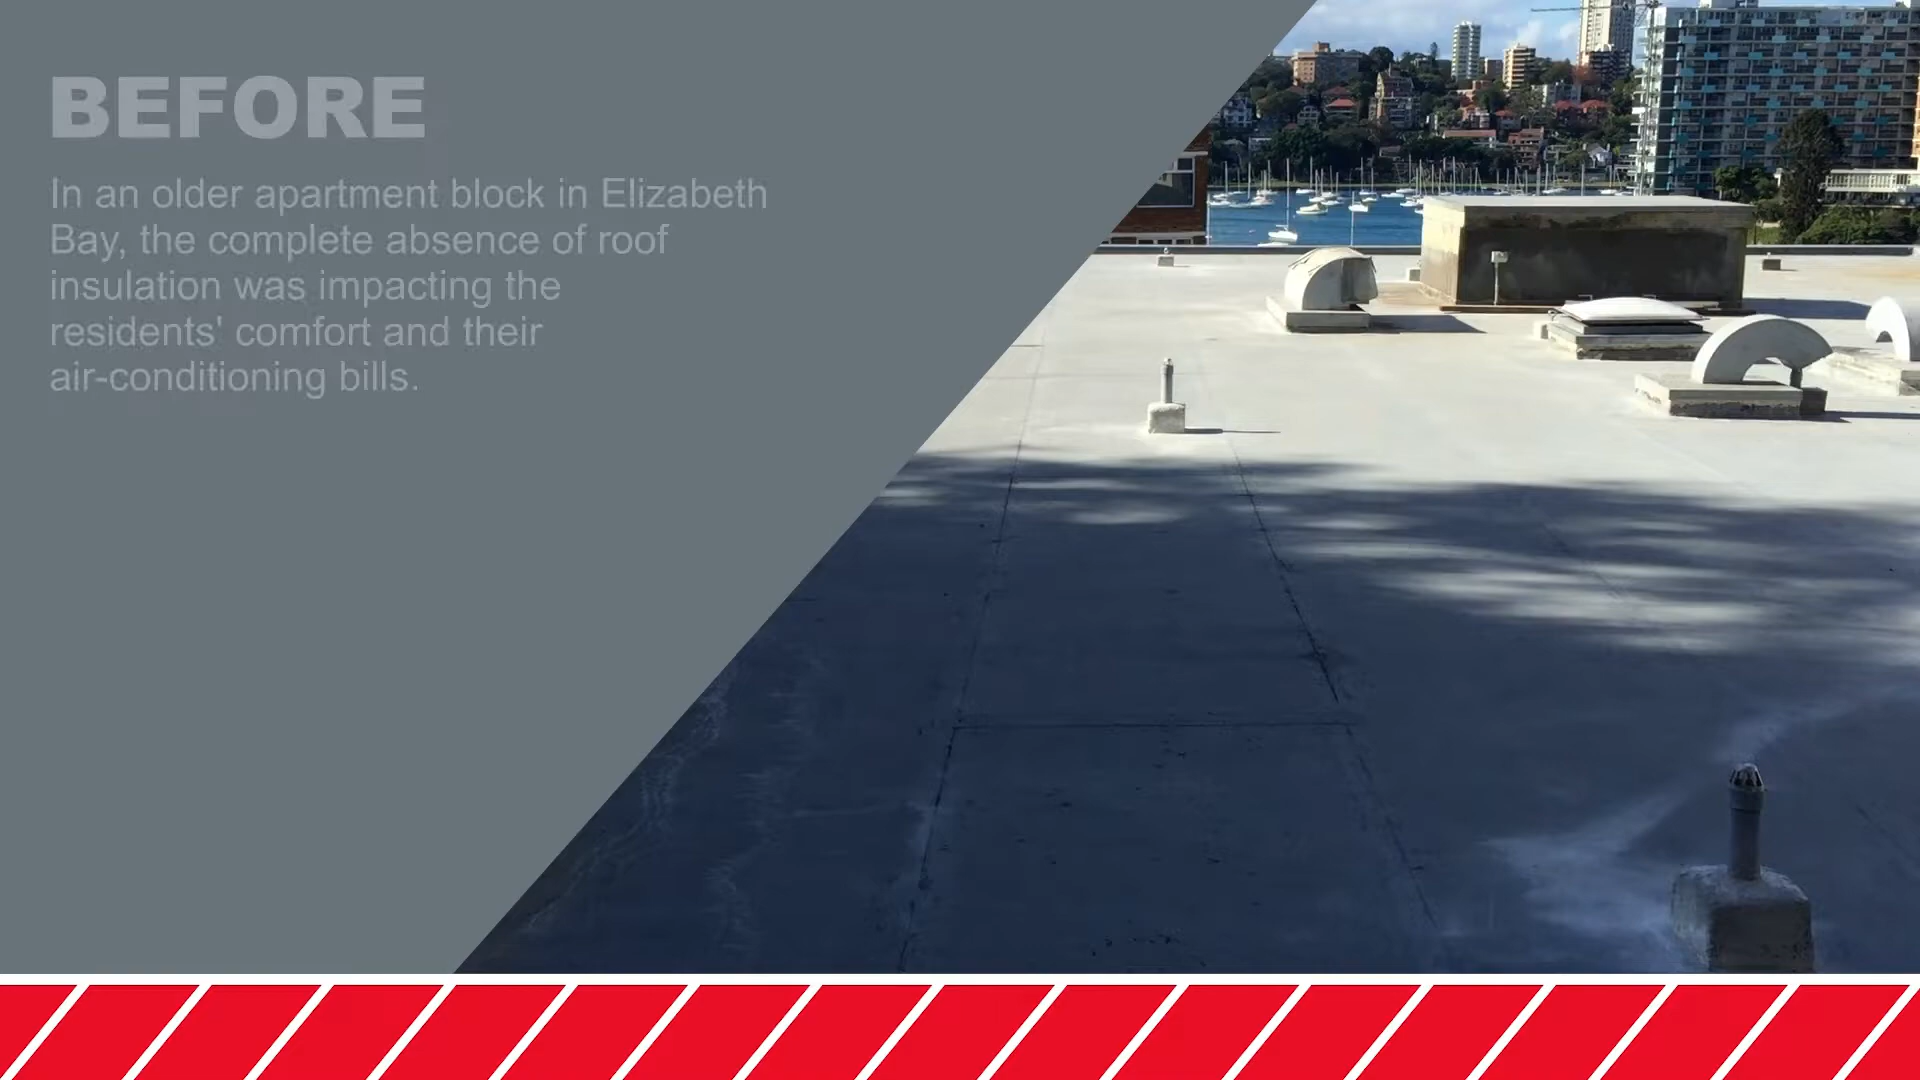 BEFORE
In an older apartment block in Elizabeth
Bay, the complete absence of roof
insulation was impacting the
residents' comfort and their
air-conditioning bills.